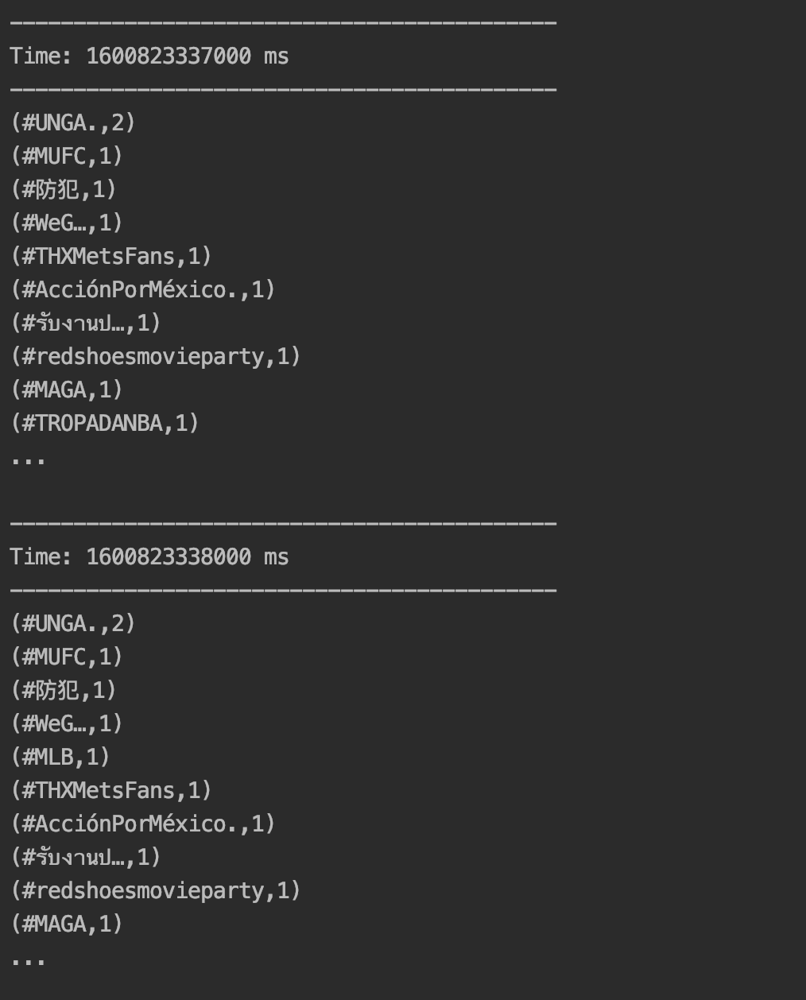 -------------------------------------------
Time: 1600823337000 ms
-------------------------------------------
(#UNGA.,2)
(#MUFC,1)
(#防犯,1)
(#WeG…,1)
(#THXMetsFans,1)
(#AcciónPorMéxico.,1)
(#รับงานป…,1)
(#redshoesmovieparty,1)
(#MAGA,1)
(#TROPADANBA,1)
...
-------------------------------------------
Time: 1600823338000 ms
-------------------------------------------
(#UNGA.,2)
(#MUFC,1)
(#防犯,1)
(#WeG…,1)
(#MLB,1)
(#THXMetsFans,1)
(#AcciónPorMéxico.,1)
(#รับงานป…,1)
(#redshoesmovieparty,1)
(#MAGA,1)
...